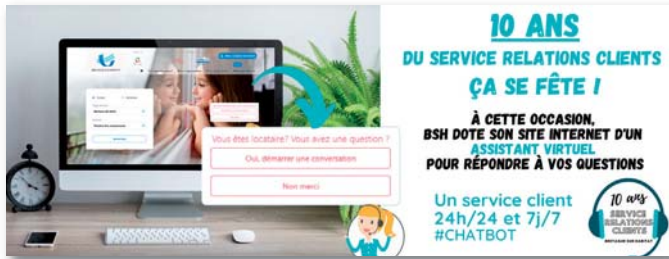 Vous êtes locataire? Vous avez une question ?
Oui, démarrer une conversation
Non merci
10 ANS
DU SERVICE RELATIONS CLIENTS
ÇA SE FÊTE !
À CETTE OCCASION,
BSH DOTE SON SITE INTERNET D'UN
ASSISTANT VIRTUEL
POUR RÉPONDRE À VOS QUESTIONS
Un service client
24h/24 et 7j/7
#CHATBOT
10 ans
SERVICE
RELATIONS
CLIENTS